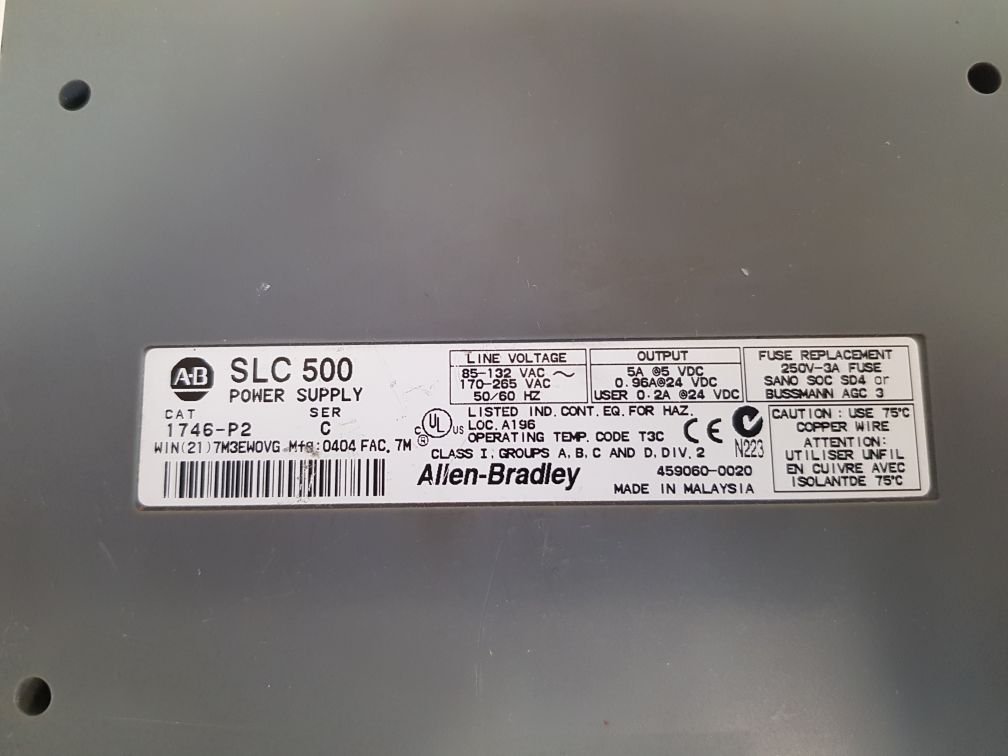 A-B SLC 500
POWER SUPPLY
CAT SER
1746-P2 C
WIN(21)7M3EWOVG Mfg:0404 FAC. 7M
LINE VOLTAGE
85-132 VAC ~
170-265 VAC
50/60 HZ
OUTPUT
5A @5 VDC
0.96A@24 VDC
USER 0.2A @24 VDC
FUSE REPLACEMENT
250V-3A FUSE
SANO SOC SD4 or
BUSSMANN AGC 3
c UL US ®
LISTED IND. CONT. EQ. FOR HAZ.
LOC. A196
OPERATING TEMP. CODE T3C
CLASS I, GROUPS A, B, C AND D, DIV. 2
CE
N223
Allen-Bradley
459060-0020
MADE IN MALAYSIA
CAUTION : USE 75°C
COPPER WIRE
ATTENTION:
UTILISER UNFIL
EN CUIVRE AVEC
ISOLANTDE 75°C